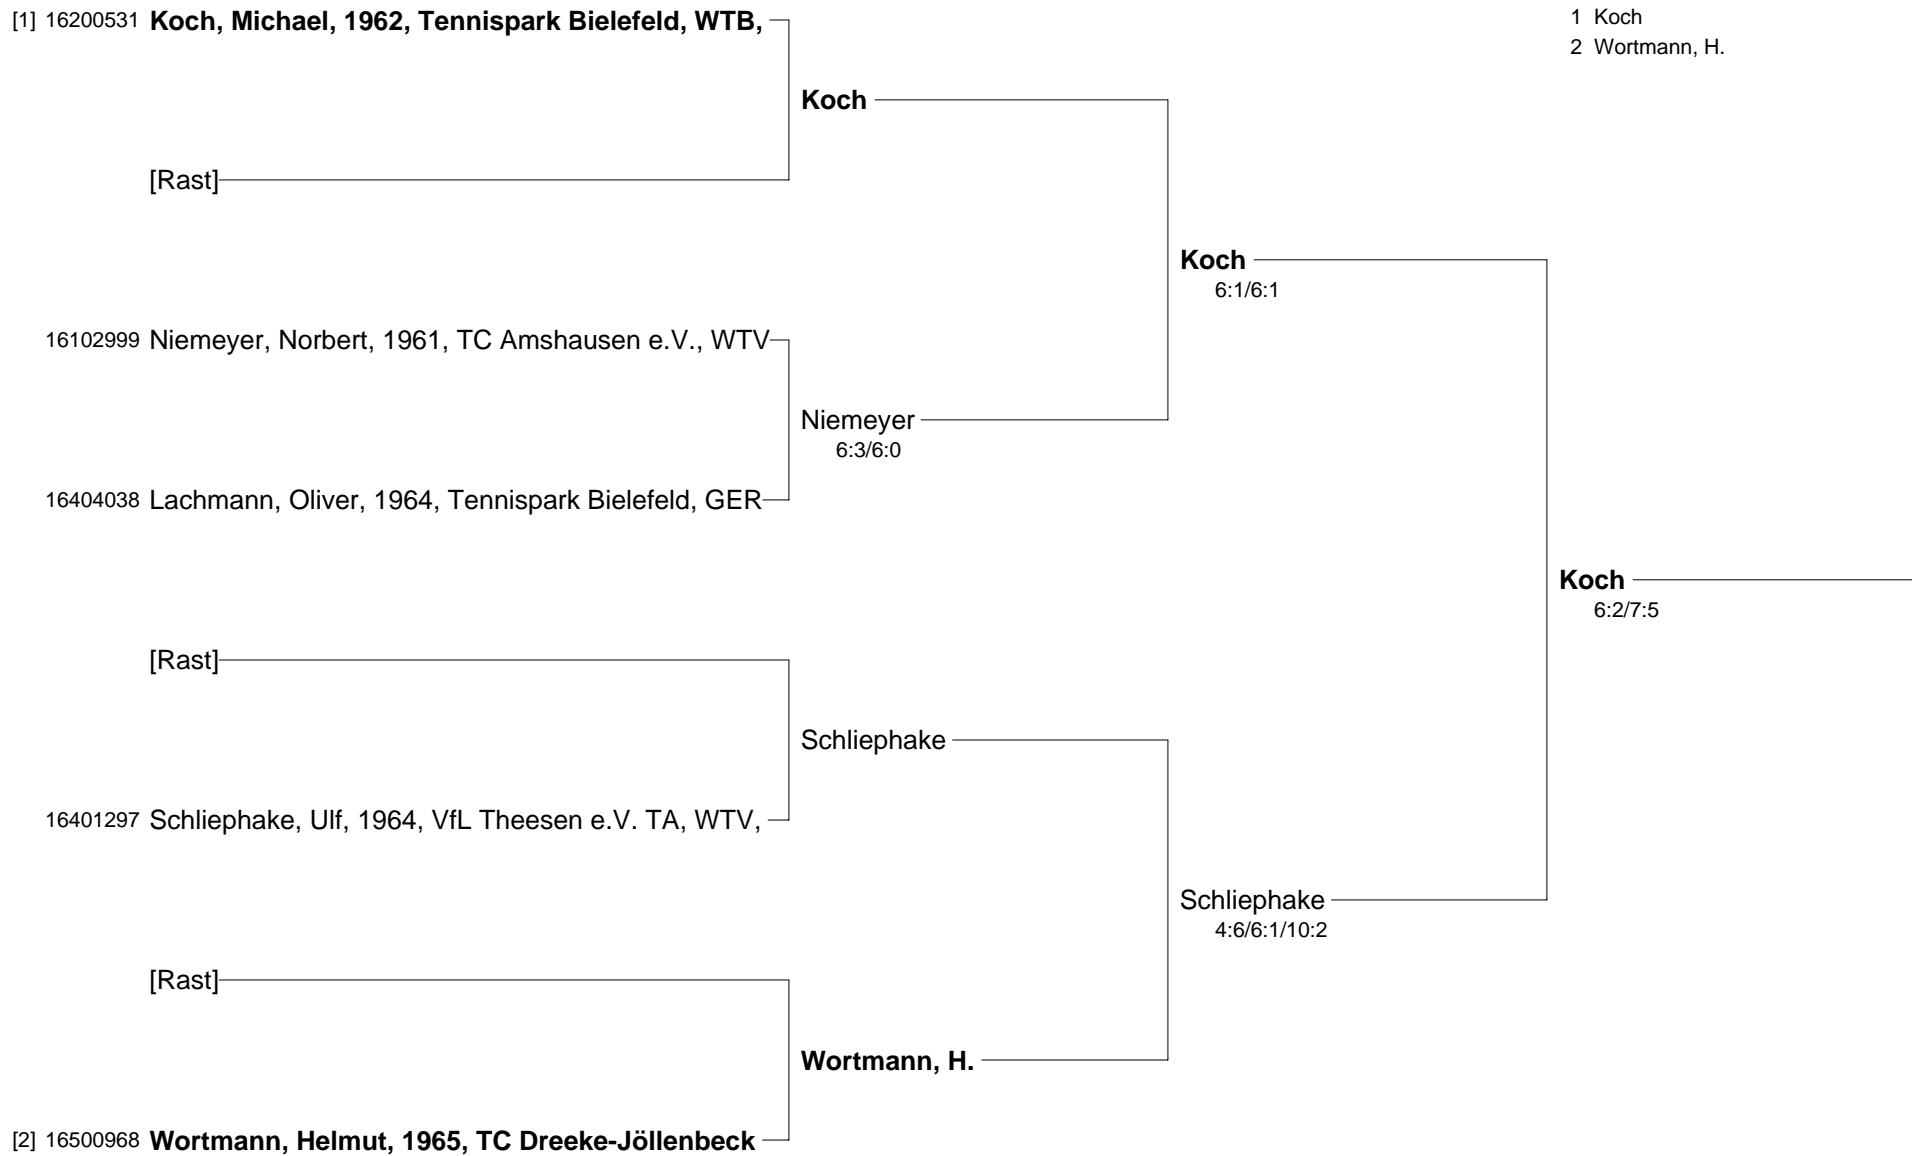 [1] 16200531 Koch, Michael, 1962, Tennispark Bielefeld, WTB,
1 Koch
2 Wortmann, H.
Koch
[Rast]
Koch
6:1/6:1
16102999 Niemeyer, Norbert, 1961, TC Amshausen e.V., WTV
Niemeyer
6:3/6:0
16404038 Lachmann, Oliver, 1964, Tennispark Bielefeld, GER
Koch
6:2/7:5
[Rast]
Schliephake
16401297 Schliephake, Ulf, 1964, VfL Theesen e.V. TA, WTV,
Schliephake
4:6/6:1/10:2
[Rast]
Wortmann, H.
[2] 16500968 Wortmann, Helmut, 1965, TC Dreeke-Jöllenbeck